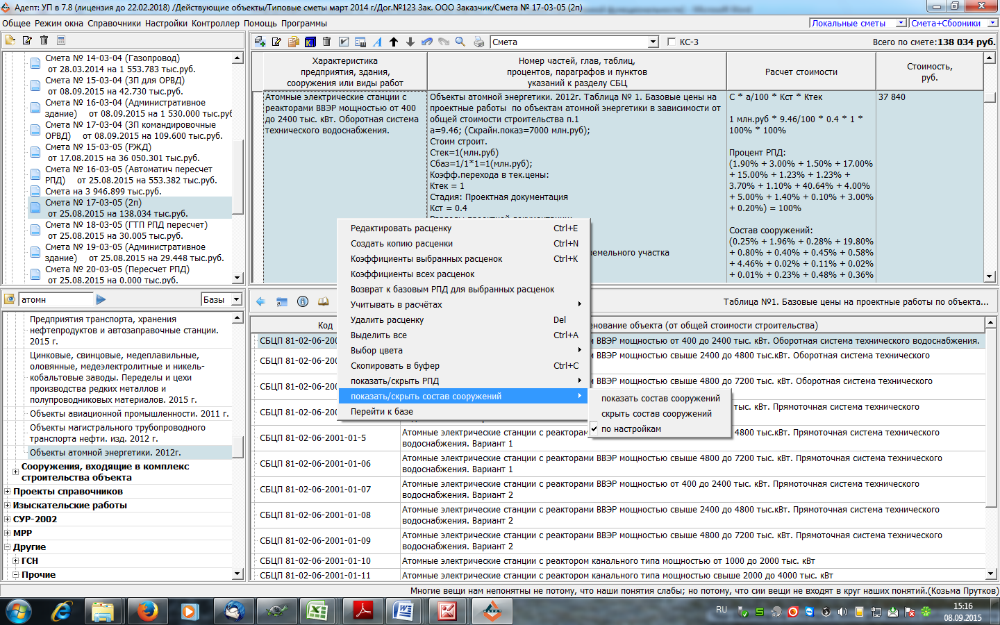 Адепт: УП в 7.8 (лицензия до 22.02.2018) /Действующие объекты/Типовые сметы март 2014 г/Дог.№123 Зак. ООО Заказчик/Смета № 17-03-05 (2п)
Общее Режим окна Справочники Настройки Контроллер Помощь Программы
Локальные сметы
Смета+Сборники
Смета
КС-3
Всего по смете:138 034 руб.
Смета № 14-03-04 (Газопровод)
от 28.03.2014 на 1 553.783 тыс.руб.
Смета № 15-03-04 (ЗП для ОРВД)
от 08.09.2015 на 42.730 тыс.руб.
Смета № 16-03-04 (Административное
здание) от 08.09.2015 на 1 530.000 тыс.руб
Смета № 17-03-04 (ЗП командировочные
ОРВД) от 08.09.2015 на 109.600 тыс.руб.
Смета № 15-03-05 (РЖД)
от 17.08.2015 на 36 050.301 тыс.руб.
Смета № 16-03-05 (Автоматич пересчет
РПД) от 25.08.2015 на 553.382 тыс.руб.
Смета на 3 946.899 тыс.руб.
Смета № 17-03-05 (2п)
от 25.08.2015 на 138.034 тыс.руб.
Смета № 18-03-05 (ГТП РПД пересчет)
от 25.08.2015 на 30.005 тыс.руб.
Смета № 19-03-05 (Административное
здание) от 25.08.2015 на 29.448 тыс.руб.
Смета № 20-03-05 (Пересчет РПД)
от 25.08.2015 на 0.000 тыс.руб.
Характеристика
предприятия, здания,
сооружения или виды работ
Номер частей, глав, таблиц,
процентов, параграфов и пунктов
указаний к разделу СБЦ
Расчет стоимости
Стоимость,
руб.
Атомные электрические станции с
реакторами ВВЭР мощностью от 400
до 2400 тыс. кВт. Оборотная система
технического водоснабжения.
Объекты атомной энергетики. 2012г. Таблица № 1. Базовые цены на
проектные работы по объектам атомной энергетики в зависимости от
общей стоимости строительства п.1
а=9.46; (Скрайн.показ=7000 млн.руб);
Стоим строит.
Стек=1(млн.руб)
Сбаз=1/1*1=1(млн.руб);
Коэфф.перехода в тек.цены:
Ктек = 1
Стадия: Проектная документация
Кст = 0.4
земельного участка
С * а/100 * Кст * Ктек
1 млн.руб * 9.46/100 * 0.4 * 1 *
100% * 100%
Процент РПД:
(1.90% + 3.00% + 1.50% + 17.00%
+ 15.00% + 1.23% + 1.23% +
3.70% + 1.10% + 40.64% + 4.00%
+ 5.00% + 1.40% + 0.10% + 3.00%
+ 0.20%) = 100%
Состав сооружений:
(0.25% + 1.96% + 0.28% + 19.80%
+ 0.80% + 0.40% + 0.45% + 0.58%
+ 4.46% + 0.02% + 0.11% + 0.02%
+ 0.01% + 0.23% + 0.48% + 0.36%
37 840
Редактировать расценку Ctrl+E
Создать копию расценки Ctrl+N
Коэффициенты выбранных расценок Ctrl+K
Коэффициенты всех расценок
Возврат к базовым РПД для выбранных расценок
Учитывать в расчётах
Удалить расценку Del
Выделить все Ctrl+A
Выбор цвета
Скопировать в буфер Ctrl+C
показать/скрыть РПД
показать/скрыть состав сооружений
Перейти к базе
показать состав сооружений
скрыть состав сооружений
по настройкам
атомн
Базы
Предприятия транспорта, хранения
нефтепродуктов и автозаправочные станции.
2015 г.
Цинковые, свинцовые, медеплавильные,
оловянные, медеэлектролитные и никель-
кобальтовые заводы. Переделы и цехи
производства редких металлов и
полупроводниковых материалов. 2015 г.
Объекты авиационной промышленности. 2011 г.
Объекты магистрального трубопроводного
транспорта нефти. изд. 2012 г.
Объекты атомной энергетики. 2012г.
Сооружения, входящие в комплекс
строительства объекта
Проекты справочников
Изыскательские работы
СУР-2002
МРР
Другие
ГСН
Прочие
Таблица №1. Базовые цены на проектные работы по объекта...
Код
нование объекта (от общей стоимости строительства)
СБЦП 81-02-06-200
и ВВЭР мощностью от 400 до 2400 тыс. кВт. Оборотная система технического водоснабжения.
СБЦП 81-02-06-200
и ВВЭР мощностью свыше 2400 до 4800 тыс.кВт. Оборотная система технического
СБЦП 81-02-06-200
и ВВЭР мощностью свыше 4800 до 7200 тыс. кВт. Оборотная система технического
СБЦП 81-02-06-200
тыс. кВт. Прямоточная система технического
СБЦП 81-02-06-2001-01-5
Атомные электрические станции с реакторами
4800 тыс.кВт. Прямоточная система технического
водоснабжения. Вариант 1
СБЦП 81-02-06-2001-01-06
Атомные электрические станции с реакторами ВВЭР мощностью свыше 4800 до 7200 тыс. кВт. Прямоточная система технического
водоснабжения. Вариант 1
СБЦП 81-02-06-2001-01-07
Атомные электрические станции с реакторами ВВЭР мощностью от 400 до 2400 тыс. кВт. Прямоточная система технического
водоснабжения. Вариант 2
СБЦП 81-02-06-2001-01-08
Атомные электрические станции с реакторами ВВЭР мощностью свыше 2400 до 4800 тыс. кВт. Прямоточная система технического
водоснабжения. Вариант 2
СБЦП 81-02-06-2001-01-09
Атомные электрические станции с реакторами ВВЭР мощностью свыше 4800 до 7200 тыс. кВт. Прямоточная система технического
водоснабжения. Вариант 2
СБЦП 81-02-06-2001-01-10
Атомные электрические станции с реактором канального типа мощностью от 1000 до 2000 тыс. кВт
СБЦП 81-02-06-2001-01-11
Атомные электрические станции с реактором канального типа мощностью свыше 2000 до 4000 тыс. кВт
Многие вещи нам непонятны не потому, что наши понятия слабы; но потому, что сии вещи не входят в круг наших понятий.(Козьма Прутков)
RU
15:16
08.09.2015